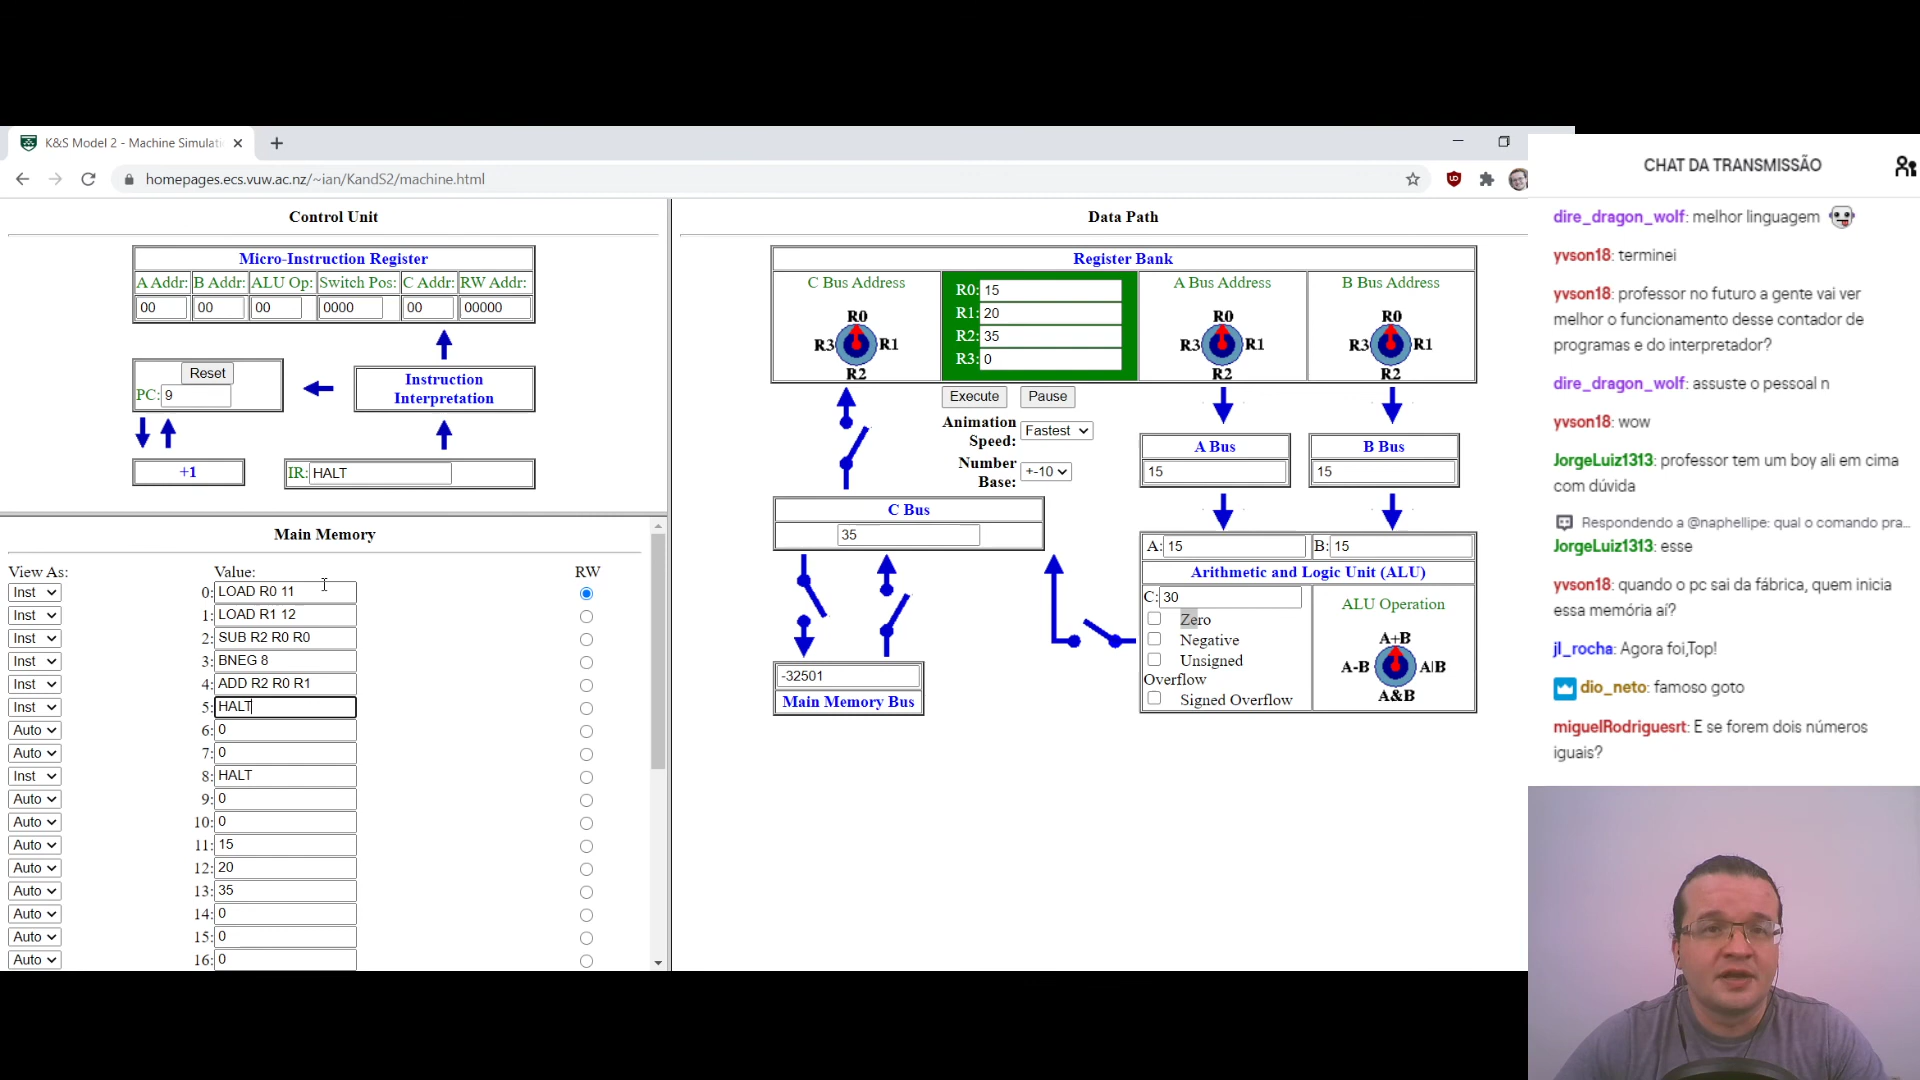 K&S Model 2 - Machine Simulati
homepages.ecs.vuw.ac.nz/~ian/KandS2/machine.html
Control Unit
Micro-Instruction Register
A Addr: B Addr: ALU Op: Switch Pos: C Addr: RW Addr:
00 00 00 0000 00 00000
Reset
PC: 9
Instruction
Interpretation
+1
IR: HALT
Main Memory
View As: Value: RW
Inst 0: LOAD R0 11
Inst 1: LOAD R1 12
Inst 2: SUB R2 R0 R0
Inst 3: BNEG 8
Inst 4: ADD R2 R0 R1
Inst 5: HALT
Auto 6: 0
Auto 7: 0
Inst 8: HALT
Auto 9: 0
Auto 10: 0
Auto 11: 15
Auto 12: 20
Auto 13: 35
Auto 14: 0
Auto 15: 0
Auto 16: 0
Data Path
Register Bank
C Bus Address
R0
R3 R1
R2
R0: 15
R1: 20
R2: 35
R3: 0
A Bus Address
R0
R3 R1
R2
B Bus Address
R0
R3 R1
R2
Execute Pause
Animation
Speed: Fastest
Number
Base: +-10
A Bus
15
B Bus
15
C Bus
35
A: 15 B: 15
Arithmetic and Logic Unit (ALU)
C: 30
Zero
Negative
Unsigned
Overflow
Signed Overflow
ALU Operation
A+B
A-B A|B
A&B
-32501
Main Memory Bus
CHAT DA TRANSMISSÃO
dire_dragon_wolf: melhor linguagem
yvson18: terminei
yvson18: professor no futuro a gente vai ver
melhor o funcionamento desse contador de
programas e do interpretador?
dire_dragon_wolf: assuste o pessoal n
yvson18: wow
JorgeLuiz1313: professor tem um boy ali em cima
com dúvida
Respondendo a @naphellipe: qual o comando pra...
JorgeLuiz1313: esse
yvson18: quando o pc sai da fábrica, quem inicia
essa memória aí?
jl_rocha: Agora foi,Top!
dio_neto: famoso goto
miguelRodriguesrt: E se forem dois números
iguais?